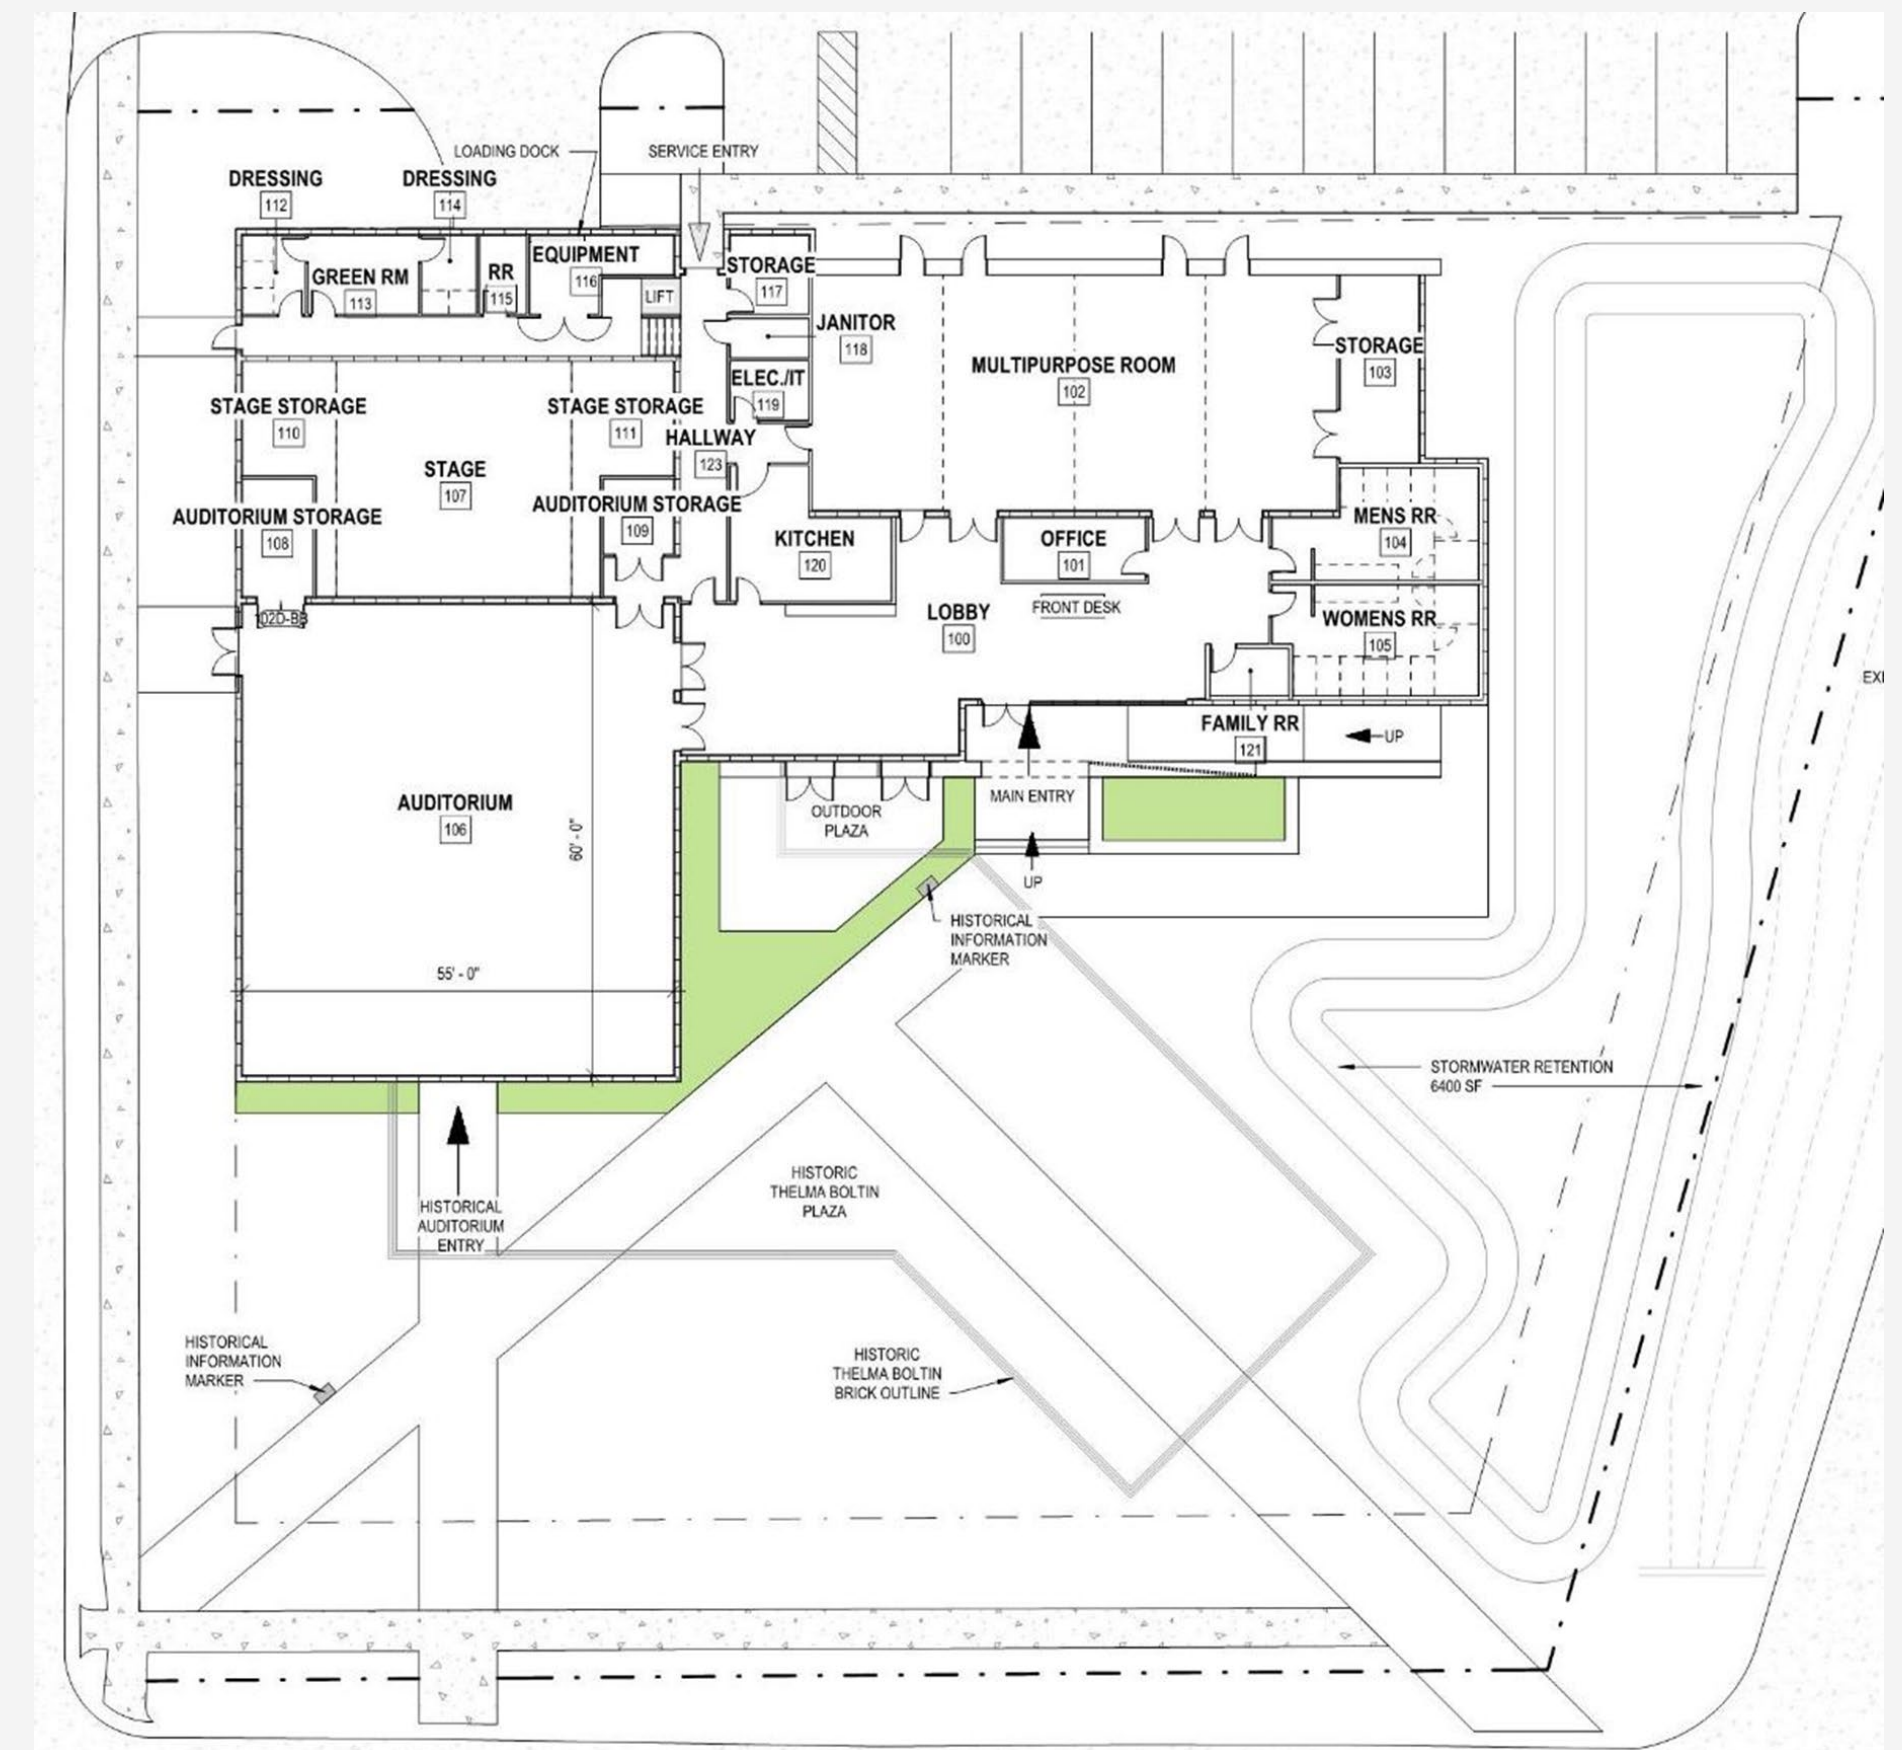 LOADING DOCK
SERVICE ENTRY
DRESSING
112
DRESSING
114
GREEN RM
113
RR
115
EQUIPMENT
116
LIFT
STORAGE
117
JANITOR
118
ELEC./IT
119
MULTIPURPOSE ROOM
102
STORAGE
103
STAGE STORAGE
110
STAGE STORAGE
111
HALLWAY
123
STAGE
107
AUDITORIUM STORAGE
108
AUDITORIUM STORAGE
109
KITCHEN
120
OFFICE
101
MENS RR
104
FRONT DESK
LOBBY
100
WOMENS RR
105
FAMILY RR
121
UP
MAIN ENTRY
OUTDOOR
PLAZA
UP
AUDITORIUM
106
60' - 0"
55' - 0"
HISTORICAL
INFORMATION
MARKER
STORMWATER RETENTION
6400 SF
HISTORIC
THELMA BOLTIN
PLAZA
HISTORICAL
AUDITORIUM
ENTRY
HISTORICAL
INFORMATION
MARKER
HISTORIC
THELMA BOLTIN
BRICK OUTLINE